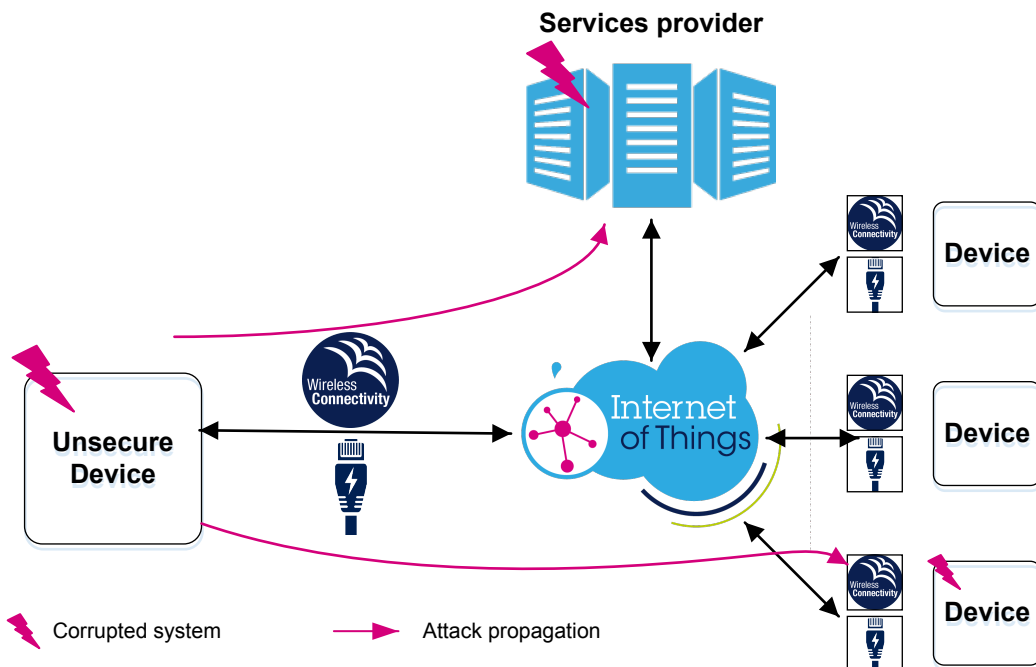 Services provider
Wireless
Connectivity
Device
Wireless
Connectivity
Internet
of Things
Wireless
Connectivity
Device
Unsecure
Device
Wireless
Connectivity
Device
Corrupted system
Attack propagation